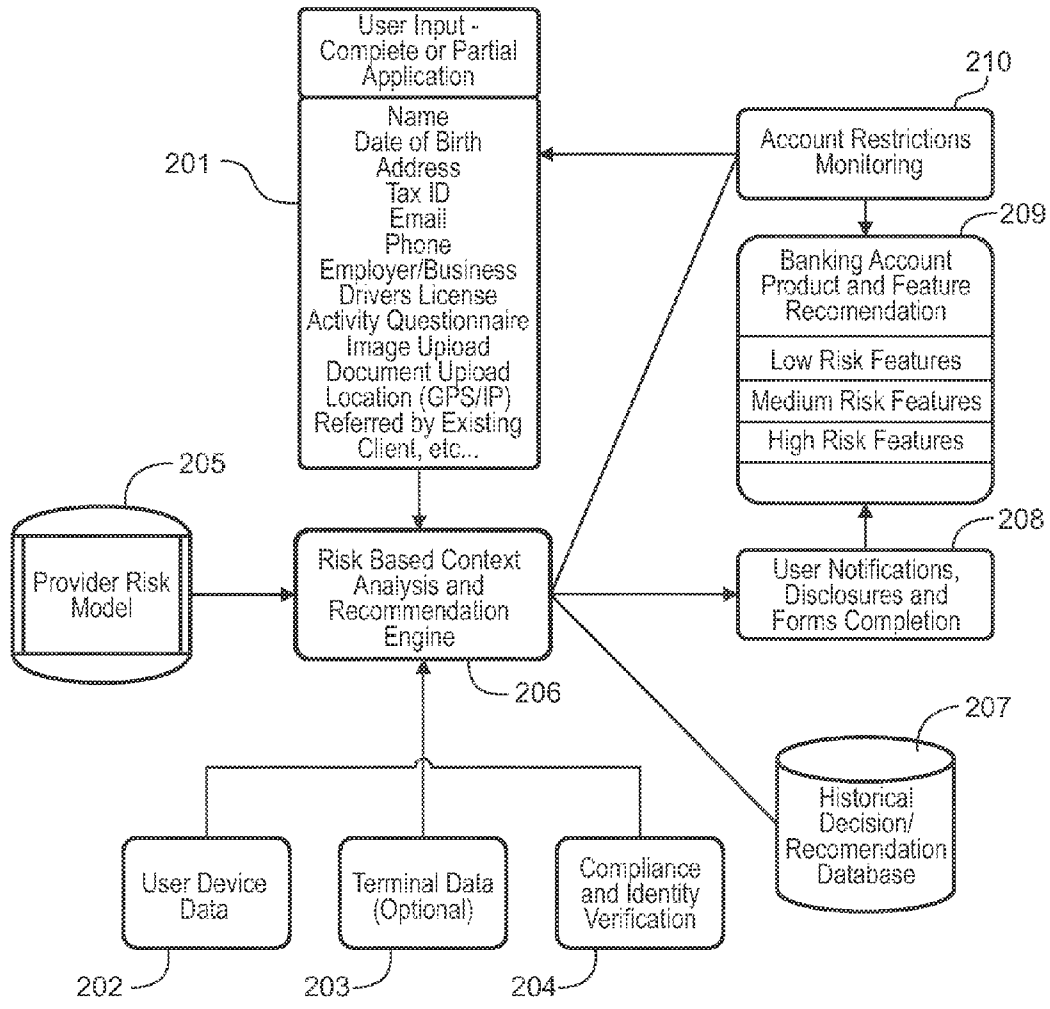 User Input -
Complete or Partial
Application
Name
Date of Birth
Address
Tax ID
Email
Phone
Employer/Business
Drivers License
Activity Questionnaire
Image Upload
Document Upload
Location (GPS/IP)
Referred by Existing
Client, etc...
201
210
Account Restrictions
Monitoring
209
Banking Account
Product and Feature
Recomendation
Low Risk Features
Medium Risk Features
High Risk Features
205
Provider Risk
Model
Risk Based Context
Analysis and
Recommendation
Engine
206
208
User Notifications,
Disclosures and
Forms Completion
207
Historical
Decision/
Recomendation
Database
User Device
Data
202
Terminal Data
(Optional)
203
Compliance
and Identity
Verification
204